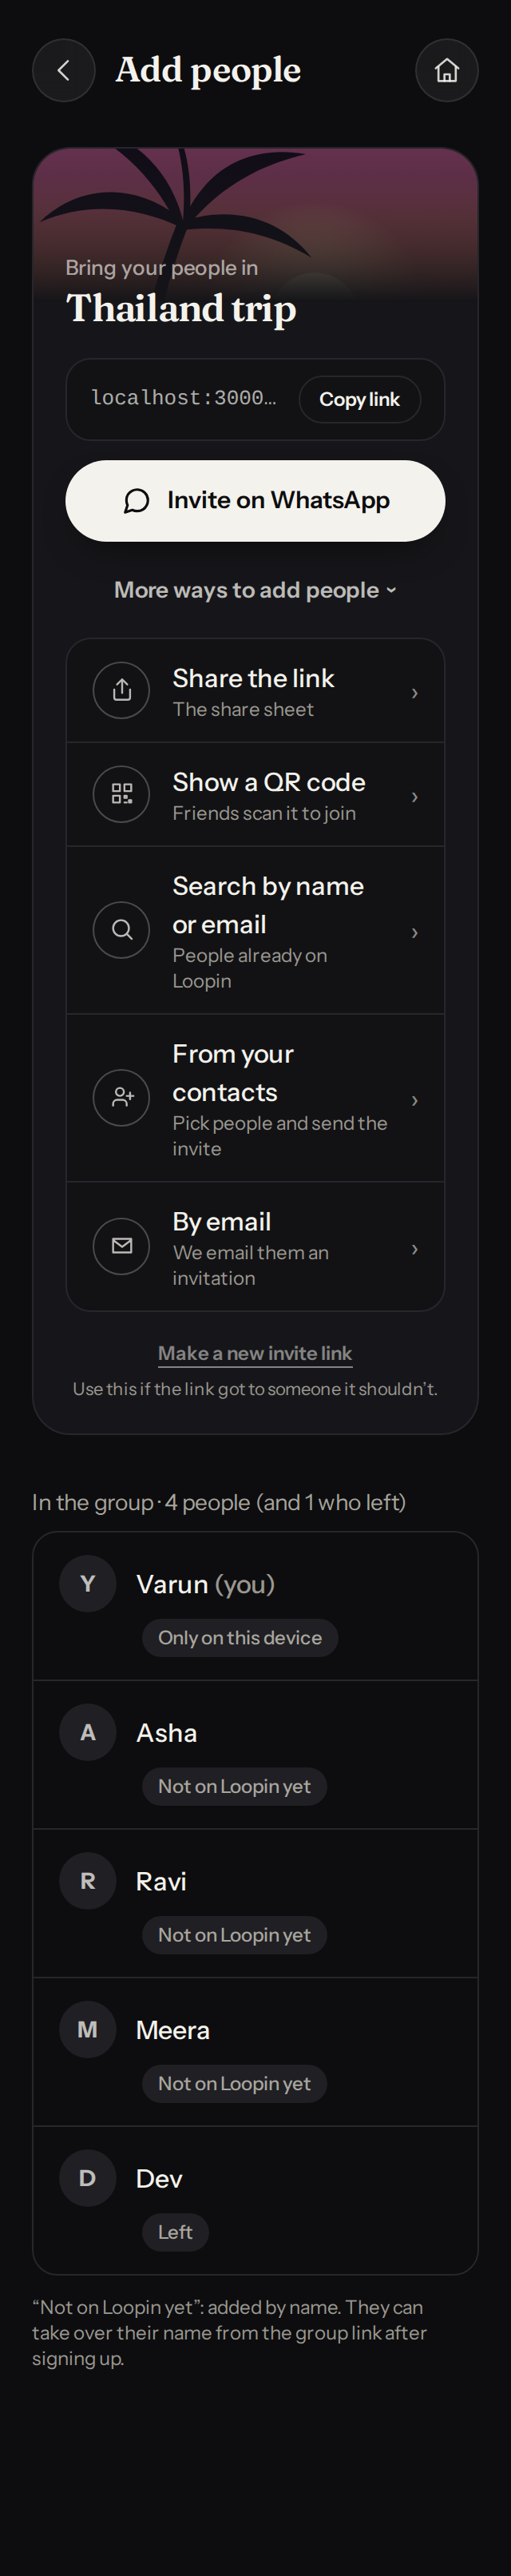 Add people
Bring your people in
Thailand trip
localhost:3000…
Copy link
Invite on WhatsApp
More ways to add people
Share the link
The share sheet
Show a QR code
Friends scan it to join
Search by name
or email
People already on
Loopin
From your
contacts
Pick people and send the
invite
By email
We email them an
invitation
Make a new invite link
Use this if the link got to someone it shouldn’t.
In the group · 4 people (and 1 who left)
Y
Varun (you)
Only on this device
A
Asha
Not on Loopin yet
R
Ravi
Not on Loopin yet
M
Meera
Not on Loopin yet
D
Dev
Left
“Not on Loopin yet”: added by name. They can
take over their name from the group link after
signing up.